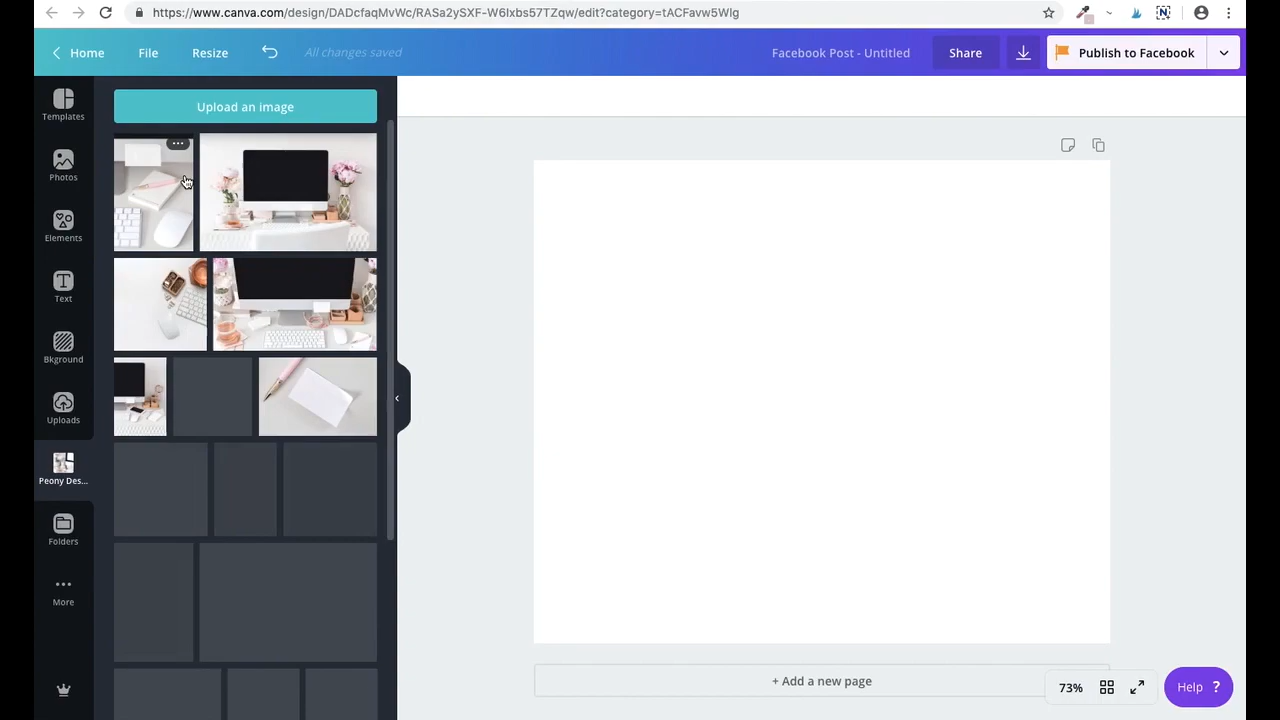 https://www.canva.com/design/DADcfaqMvWc/RASa2ySXF-W6Ixbs57TZqw/edit?category=tACFavw5Wlg
Home
File
Resize
All changes saved
Facebook Post - Untitled
Share
Publish to Facebook
Templates
Photos
Elements
Text
Bkground
Uploads
Peony Des...
Folders
More
Upload an image
+ Add a new page
73%
Help ?